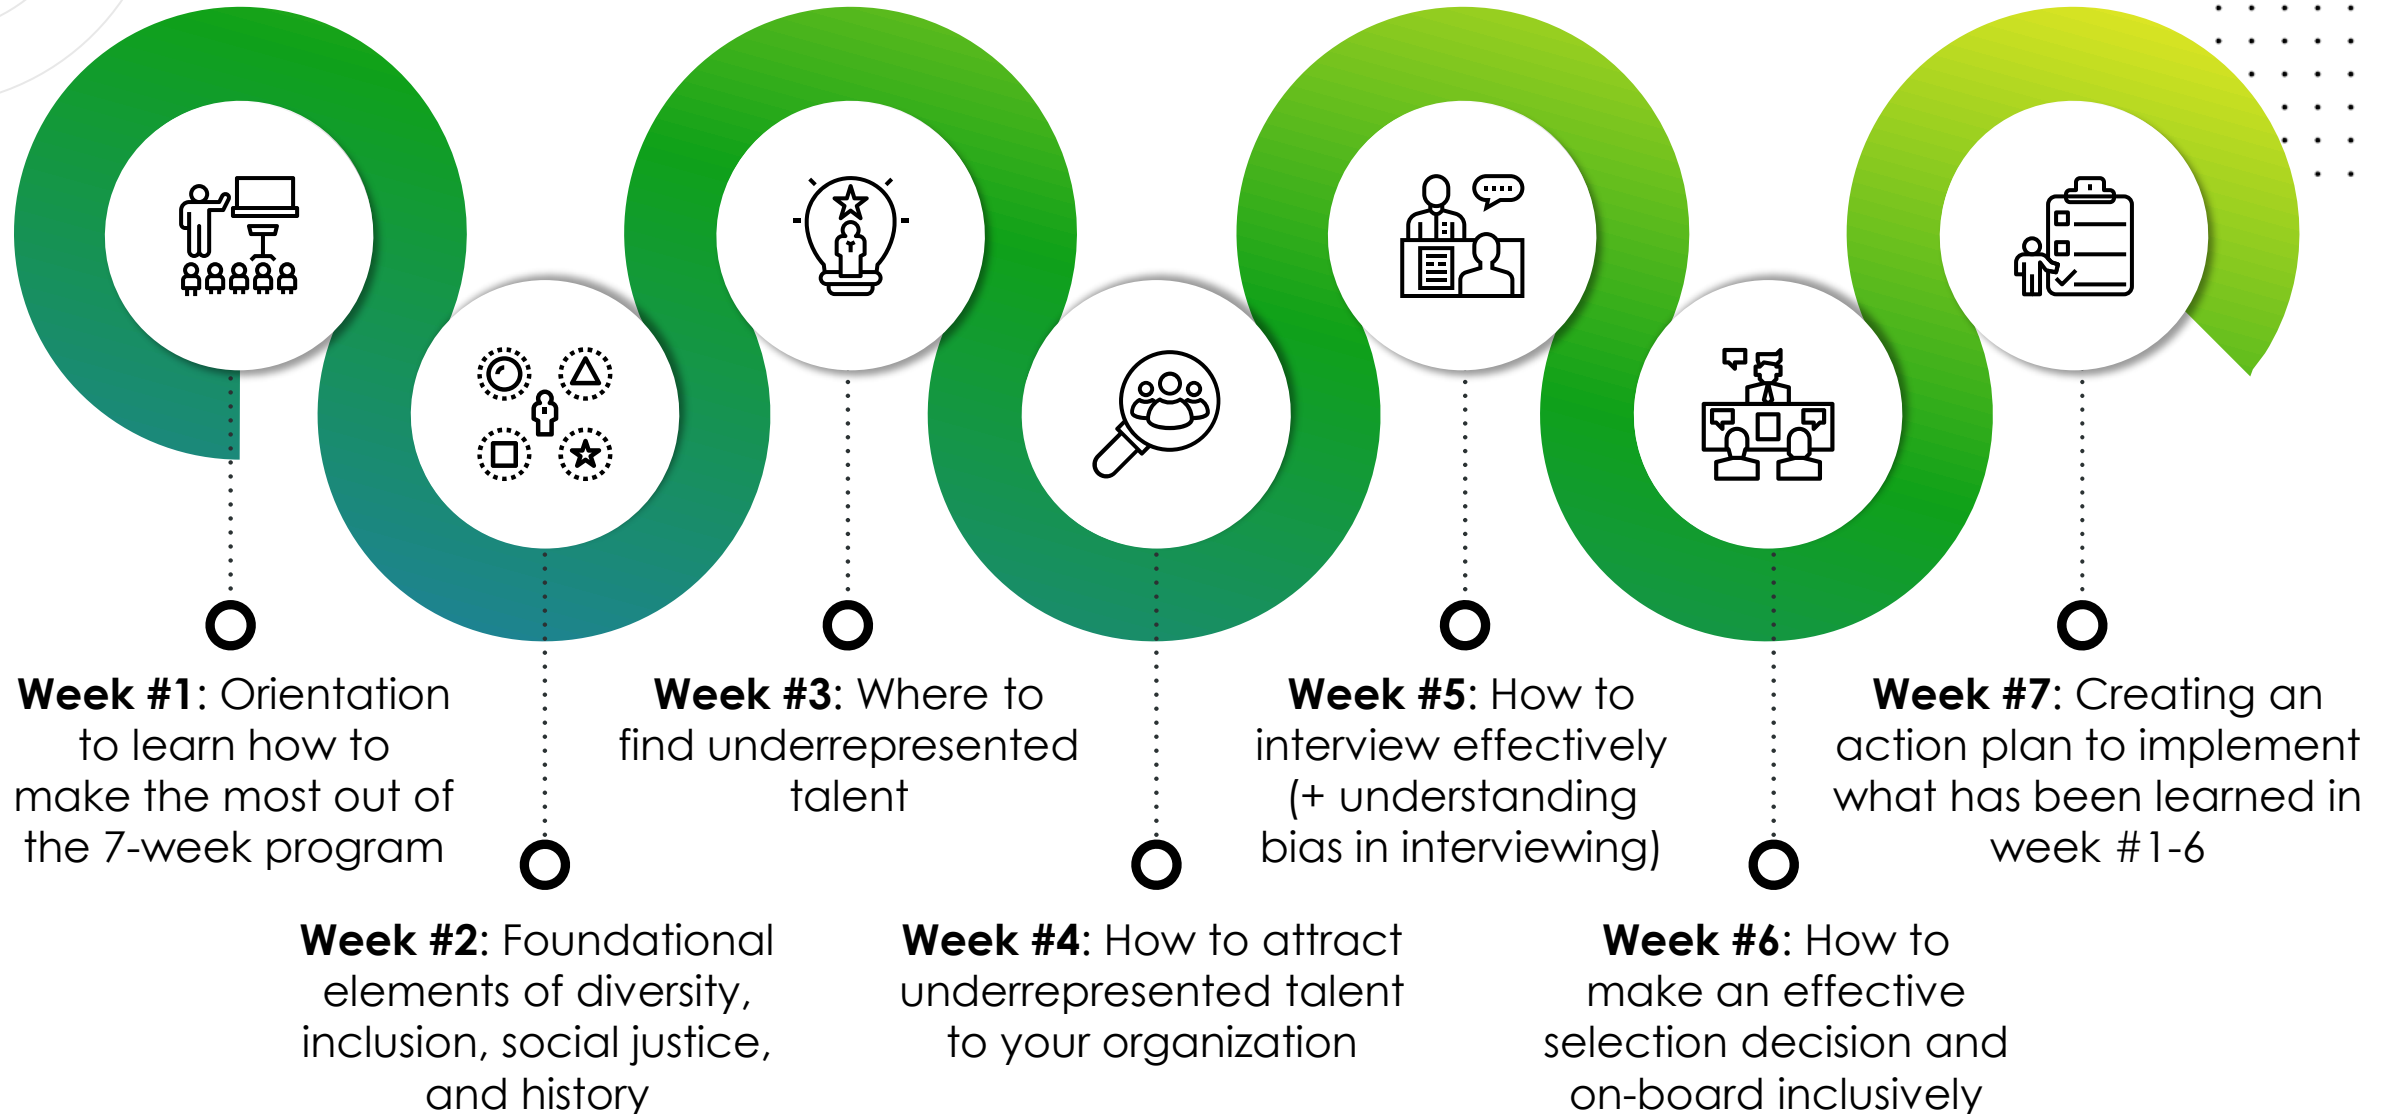 Week #1: Orientation
to learn how to
make the most out of
the 7-week program
Week #2: Foundational
elements of diversity,
inclusion, social justice,
and history
Week #3: Where to
find underrepresented
talent
Week #4: How to attract
underrepresented talent
to your organization
Week #5: How to
interview effectively
(+ understanding
bias in interviewing)
Week #6: How to
make an effective
selection decision and
on-board inclusively
Week #7: Creating an
action plan to implement
what has been learned in
week #1-6